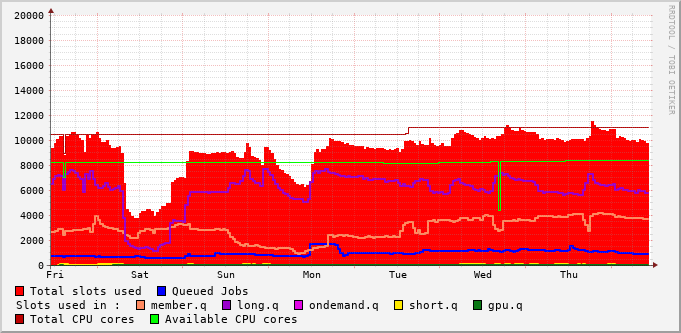 20000
18000
16000
14000
12000
10000
8000
6000
4000
2000
0
Fri Sat Sun Mon Tue Wed Thu
RRDTOOL / TOBI OETIKER
Total slots used Queued Jobs
Slots used in : member.q long.q ondemand.q short.q gpu.q
Total CPU cores Available CPU cores